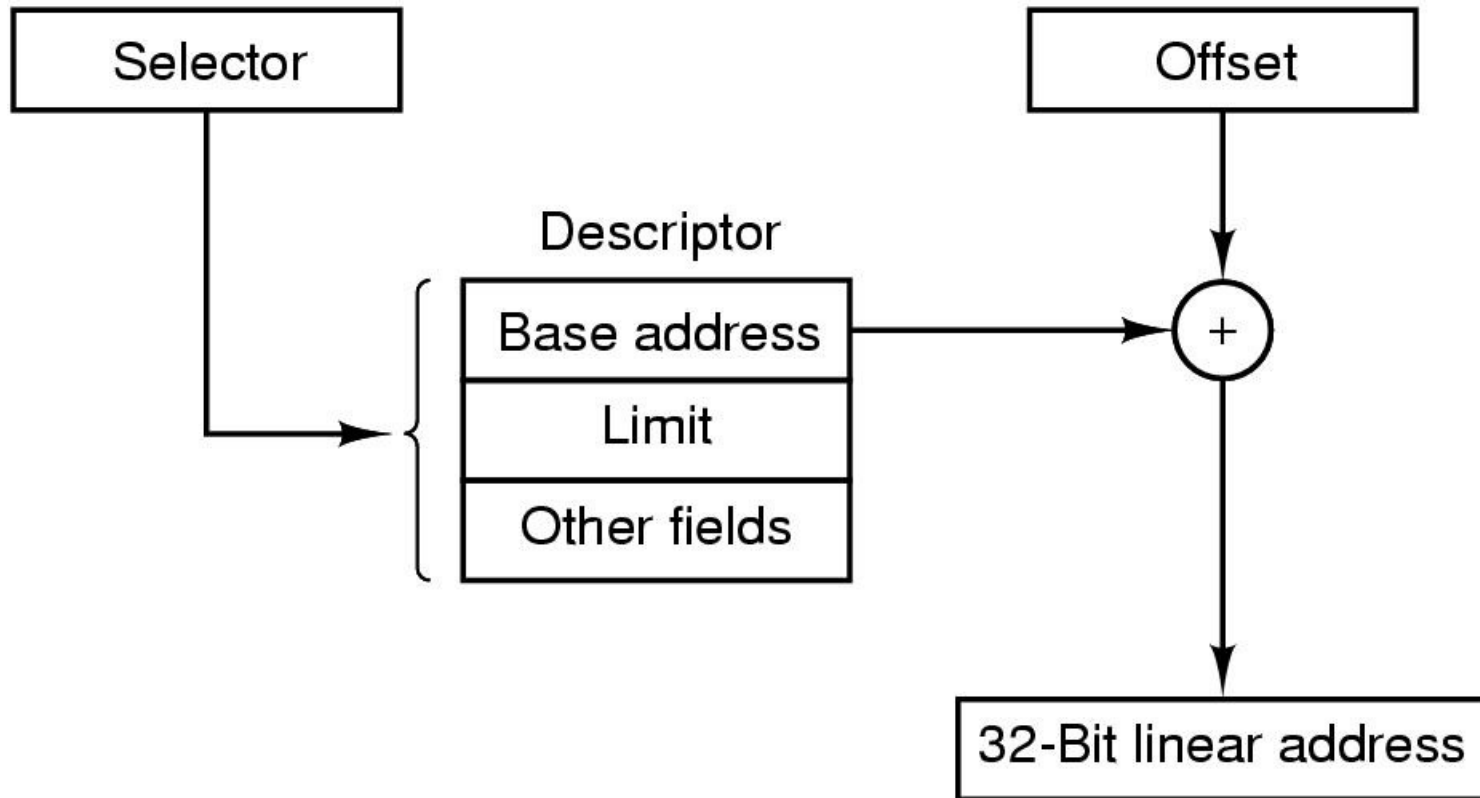 Selector
Offset
Descriptor
Base address
+
Limit
Other fields
32-Bit linear address